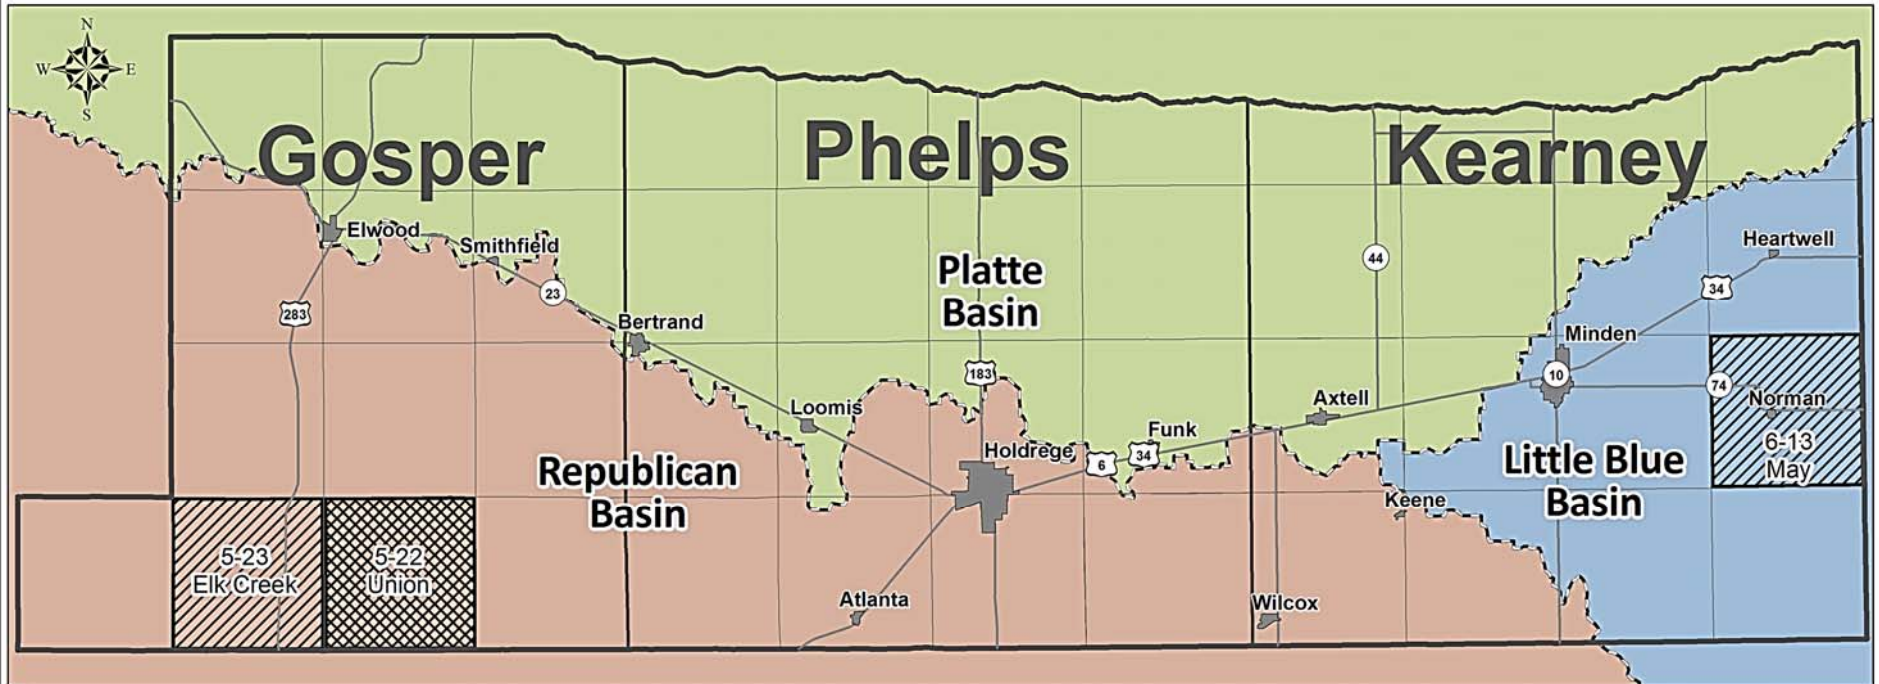 N
W E
S
Gosper
Phelps
Kearney
Elwood
Smithfield
Heartwell
Platte
Basin
44
34
23
283
Bertrand
Minden
183
10
74
Norman
Loomis
Axtell
Funk
Holdrege
6
34
6-13
May
Republican
Basin
Little Blue
Basin
Keene
5-23
Elk Creek
5-22
Union
Atlanta
Wilcox